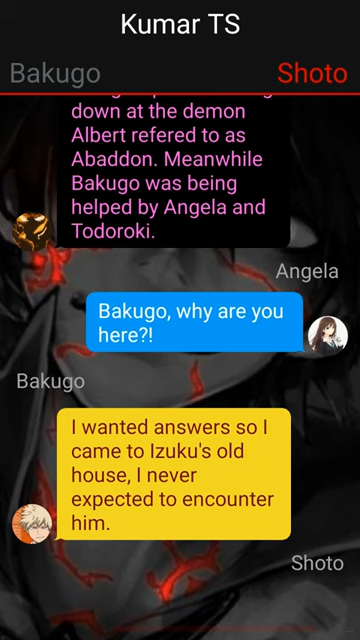 Kumar TS
Bakugo
Shoto
down at the demon
Albert refered to as
Abaddon. Meanwhile
Bakugo was being
helped by Angela and
Todoroki.
Angela
Bakugo, why are you
here?!
Bakugo
I wanted answers so I
came to Izuku's old
house, I never
expected to encounter
him.
Shoto